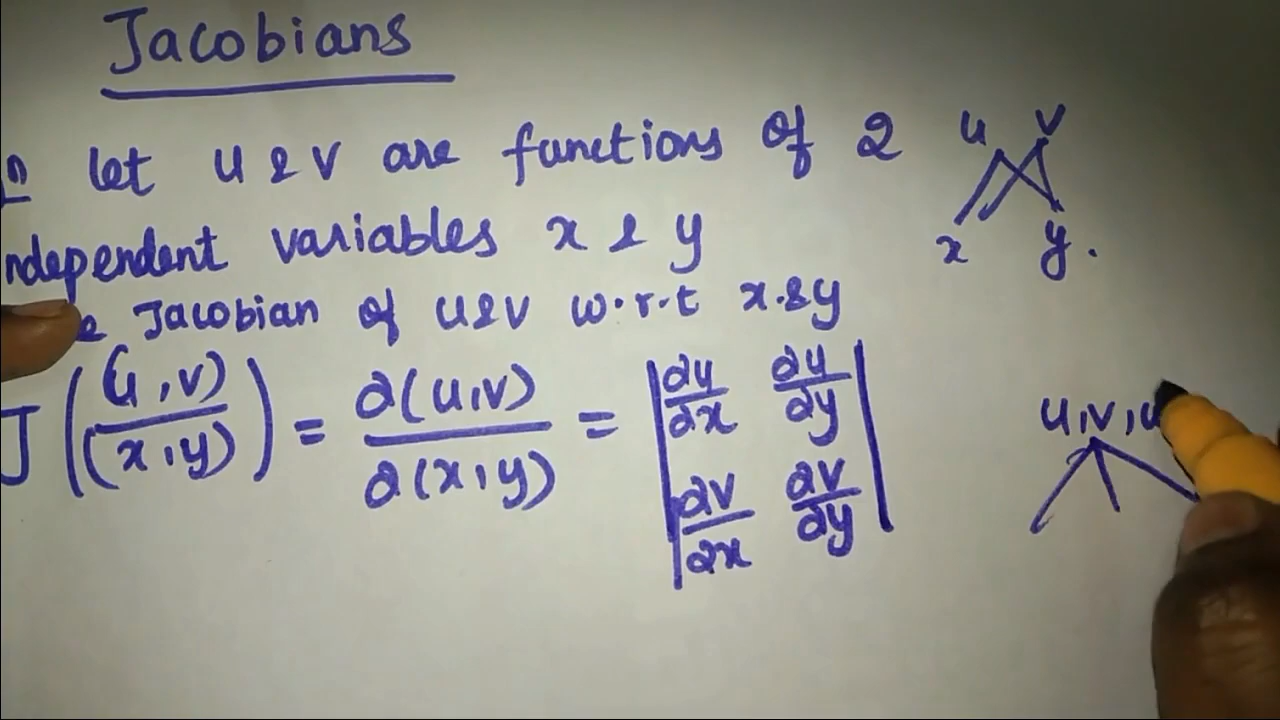 Jacobians
let u & v are functions of 2
u v
ndependent variables x & y
x y.
Jacobian of u & v w.r.t x. & y
J((u,v)/(x,y)) = ∂(u,v)/∂(x,y) = | ∂u/∂x ∂u/∂y |
| ∂v/∂x ∂v/∂y |
u,v,